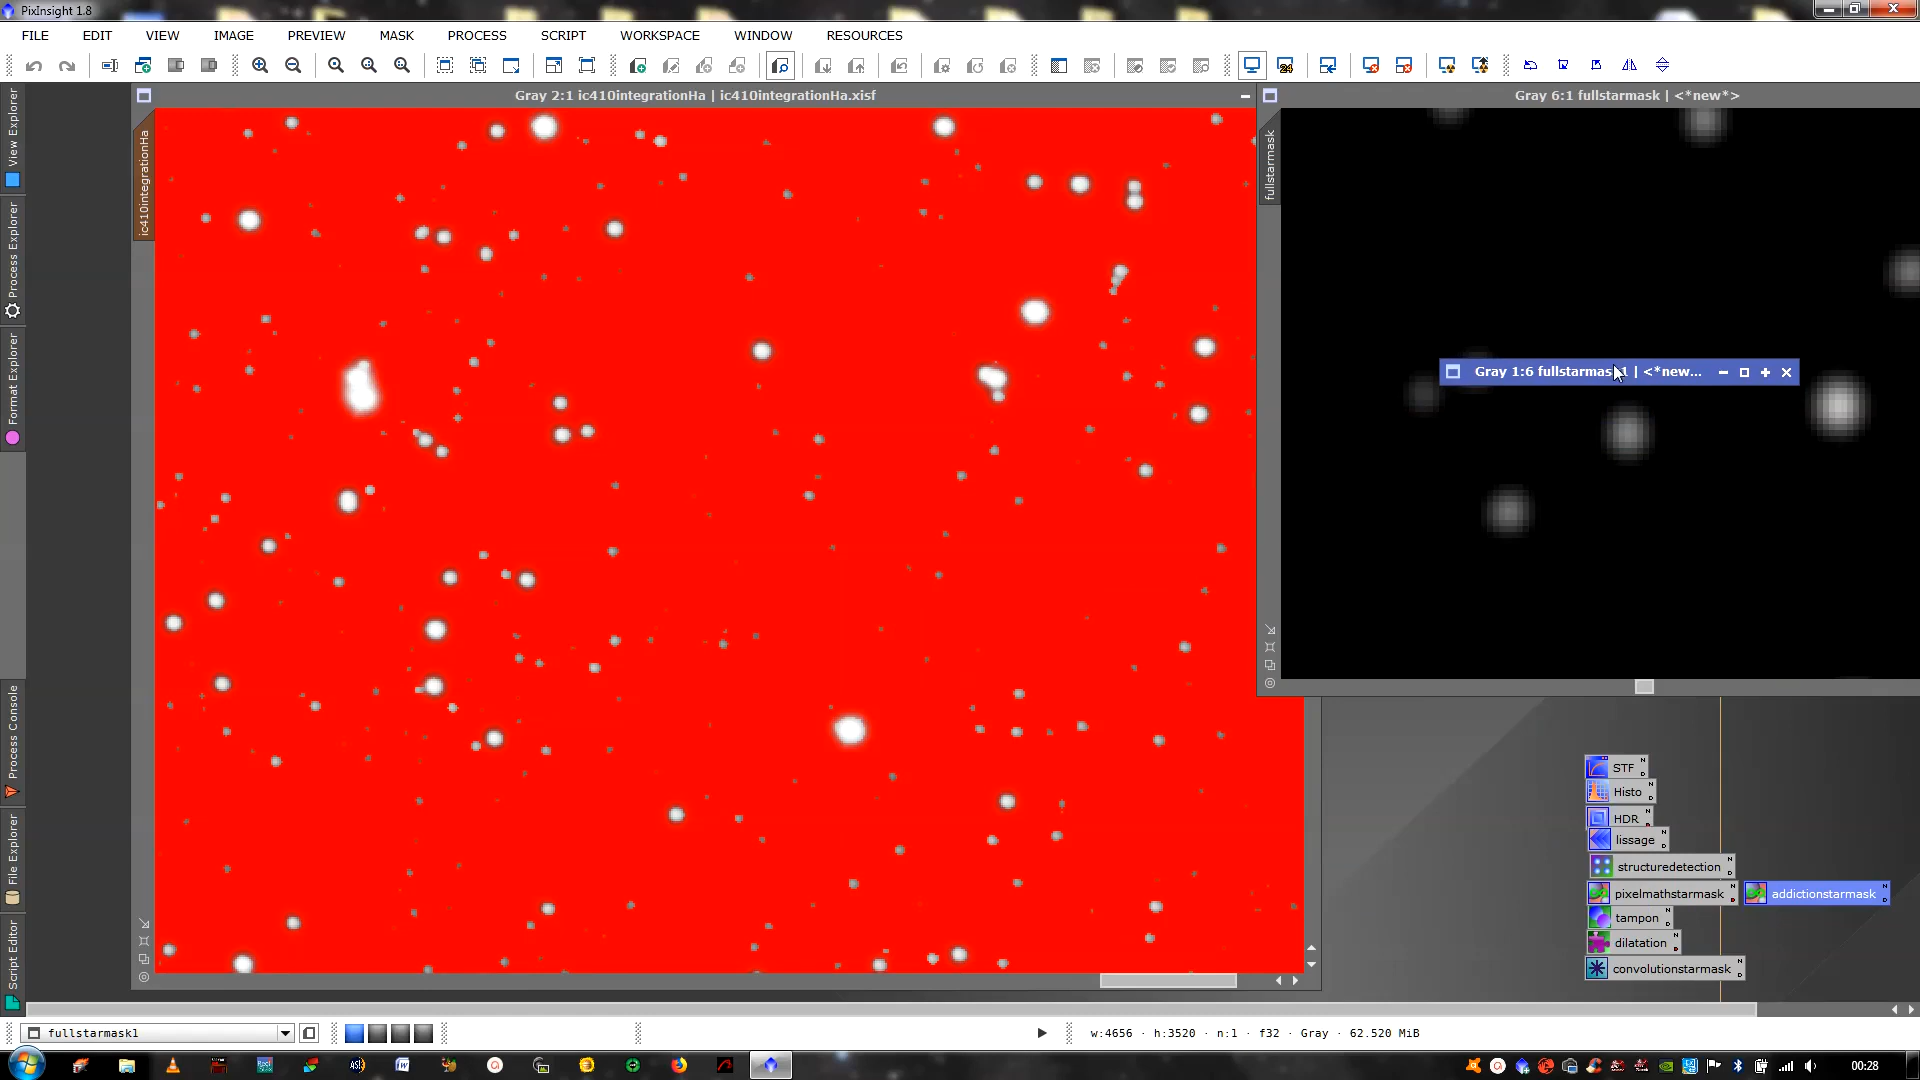 PixInsight 1.8
FILE EDIT VIEW IMAGE PREVIEW MASK PROCESS SCRIPT WORKSPACE WINDOW RESOURCES
Gray 2:1 ic410integrationHa | ic410integrationHa.xisf
Gray 6:1 fullstarmask | <*new*>
View Explorer
Process Explorer
Format Explorer
Process Console
File Explorer
Script Editor
ic410integrationHa
fullstarmask
Gray 1:6 fullstarmask1 | <*new...
STF
Histo
HDR
lissage
structuredetection
pixelmathstarmask addictionstarmask
tampon
dilatation
convolutionstarmask
fullstarmask1
w:4656 · h:3520 · n:1 · f32 · Gray · 62.520 MiB
00:28